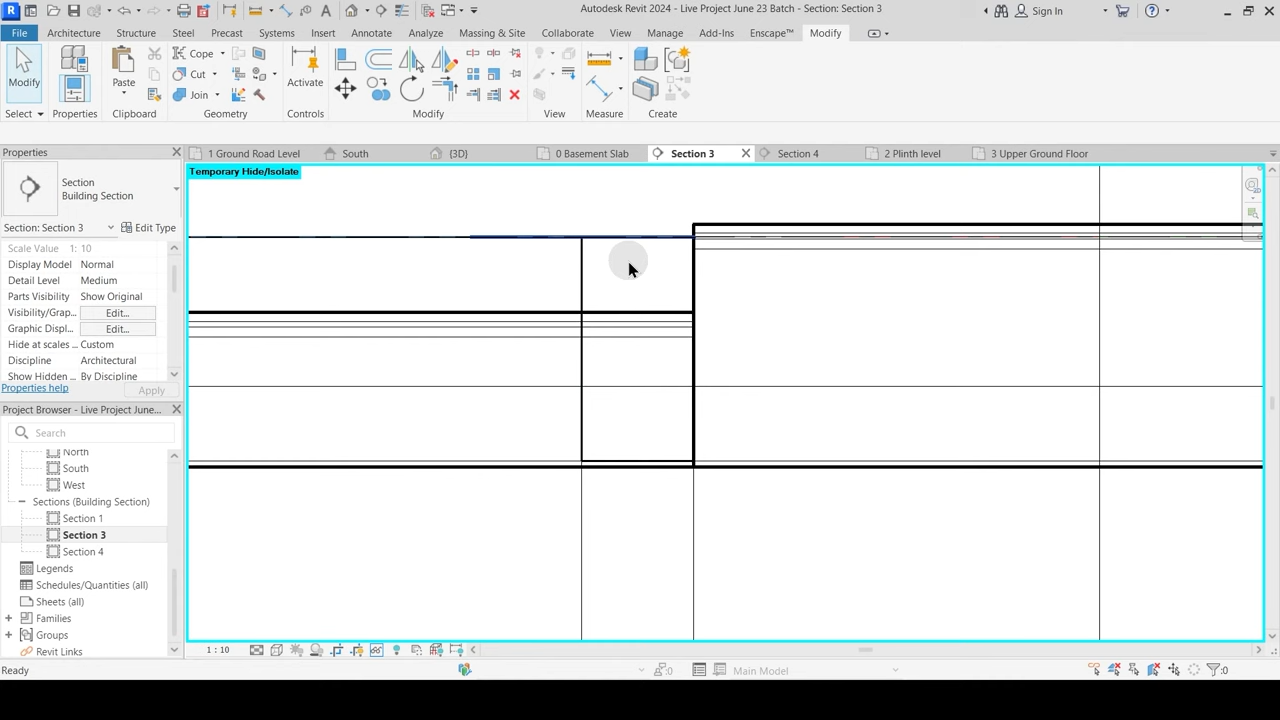 Autodesk Revit 2024 - Live Project June 23 Batch - Section: Section 3
Sign In
File Architecture Structure Steel Precast Systems Insert Annotate Analyze Massing & Site Collaborate View Manage Add-Ins Enscape™ Modify
Modify
Paste
Cope
Cut
Join
Activate
Select Properties Clipboard Geometry Controls Modify View Measure Create
Properties
1 Ground Road Level South {3D} 0 Basement Slab Section 3 Section 4 2 Plinth level 3 Upper Ground Floor
Temporary Hide/Isolate
Section
Building Section
Section: Section 3 Edit Type
Scale Value 1: 10
Display Model Normal
Detail Level Medium
Parts Visibility Show Original
Visibility/Grap... Edit...
Graphic Displ... Edit...
Hide at scales ... Custom
Discipline Architectural
Show Hidden ... By Discipline
Properties help Apply
Project Browser - Live Project June...
Search
North
South
West
Sections (Building Section)
Section 1
Section 3
Section 4
Legends
Schedules/Quantities (all)
Sheets (all)
Families
Groups
Revit Links
1 : 10
Ready
:0
Main Model
:0